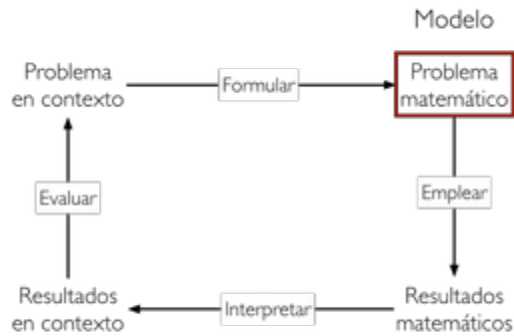 Modelo
Problema
en contexto
Formular
Problema
matemático
Evaluar
Emplear
Resultados
en contexto
Interpretar
Resultados
matemáticos